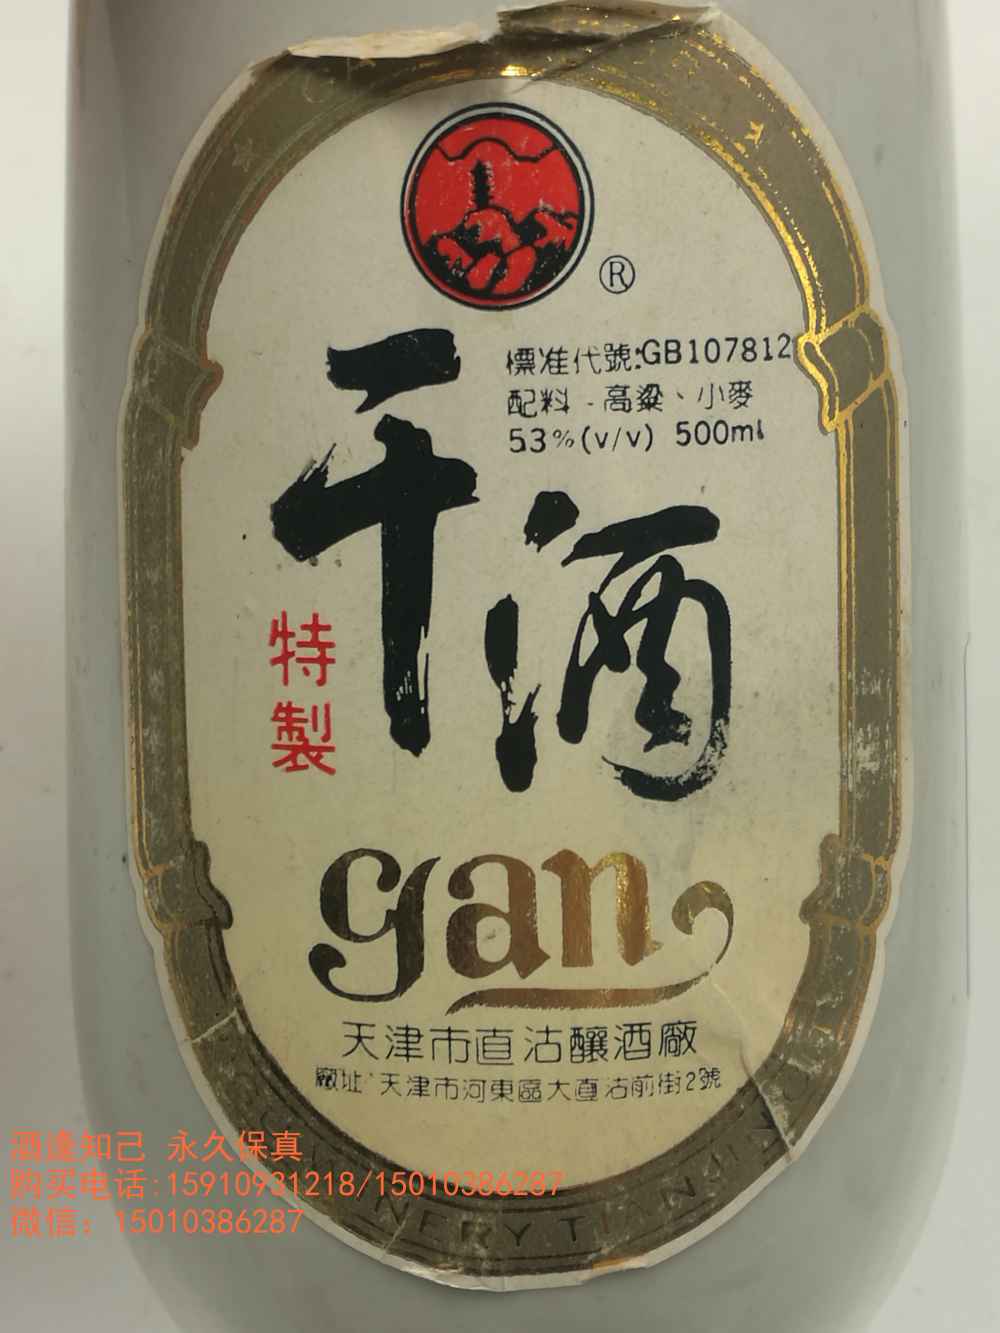 ®
標准代號:GB107812
配料-高粱、小麥
53%(v/v) 500ml
干酒
特製
gan
天津市直沽釀酒廠
廠址 天津市河東區大直沽前街2號
NERY TIANJIN
酒逢知己 永久保真
购买电话:15910931218/15010386287
微信：15010386287